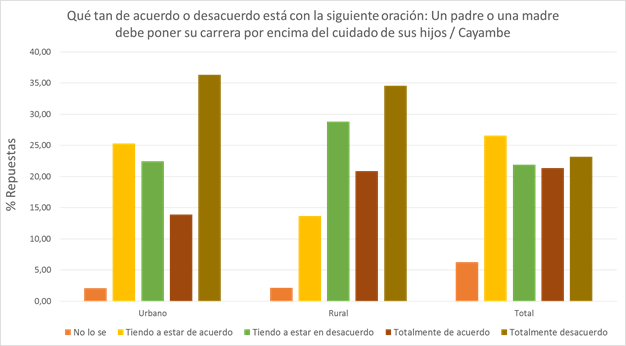 Qué tan de acuerdo o desacuerdo está con la siguiente oración: Un padre o una madre
debe poner su carrera por encima del cuidado de sus hijos / Cayambe
% Repuestas
40,00
35,00
30,00
25,00
20,00
15,00
10,00
5,00
0,00
Urbano Rural Total
No lo se Tiendo a estar de acuerdo Tiendo a estar en desacuerdo Totalmente de acuerdo Totalmente desacuerdo